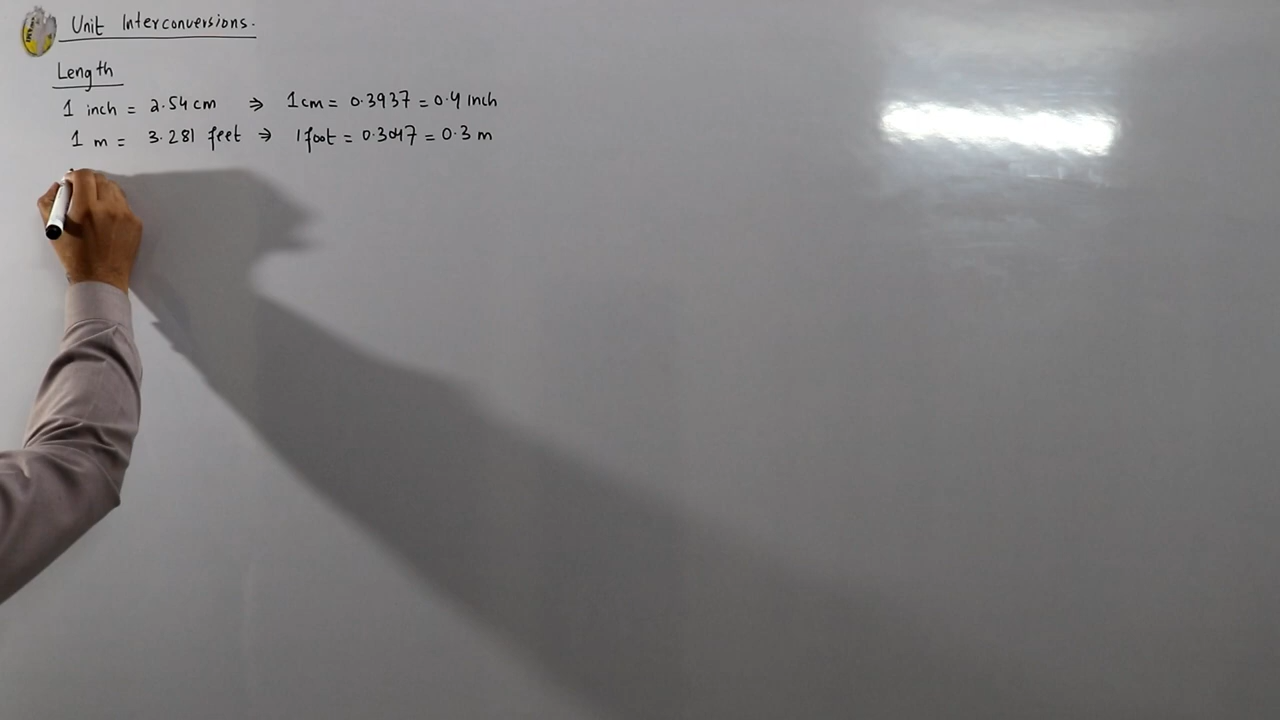 Unit Interconversions.
Length
1 inch = 2.54 cm ⇒ 1 cm = 0.3937 = 0.4 inch
1 m = 3.281 feet ⇒ 1 foot = 0.3047 = 0.3 m